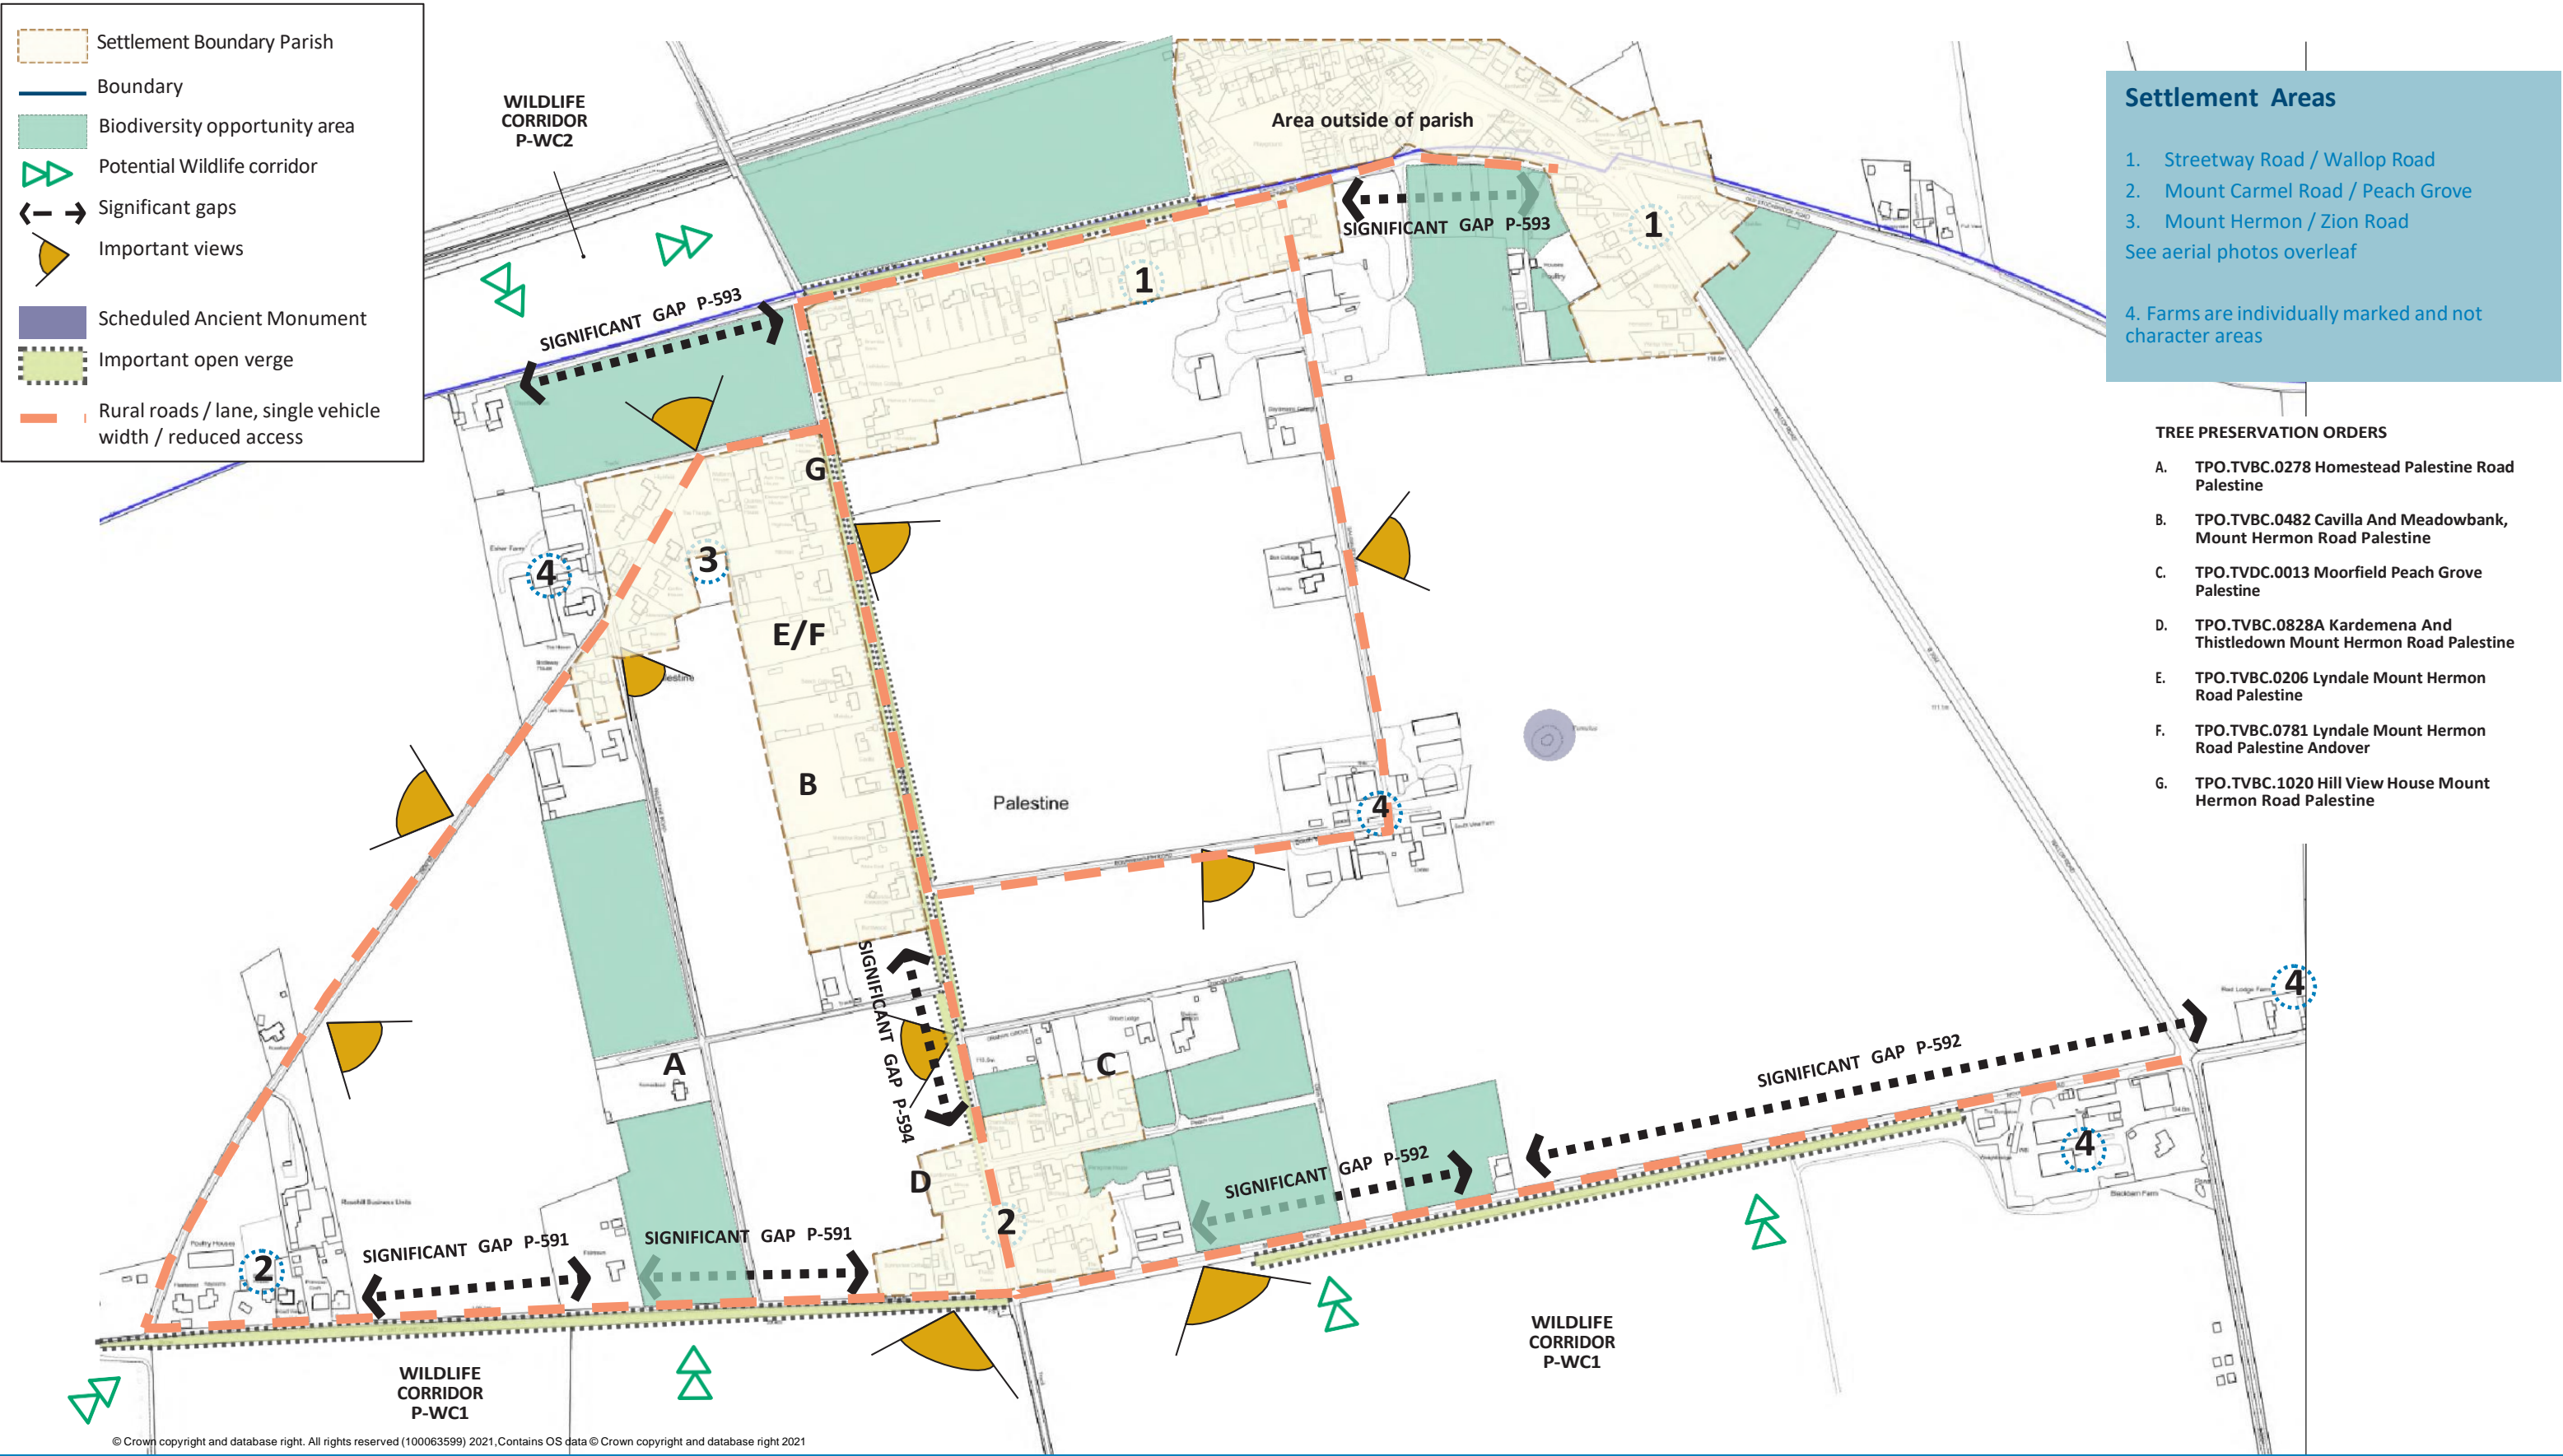 Settlement Boundary Parish
Boundary
Biodiversity opportunity area
Potential Wildlife corridor
Significant gaps
Important views
Scheduled Ancient Monument
Important open verge
Rural roads / lane, single vehicle
width / reduced access
WILDLIFE
CORRIDOR
P-WC2
Area outside of parish
SIGNIFICANT GAP P-593
1
1
SIGNIFICANT GAP P-593
G
3
4
E/F
B
Palestine
4
SIGNIFICANT GAP P-594
A
C
D
2
SIGNIFICANT GAP P-592
4
4
SIGNIFICANT GAP P-592
SIGNIFICANT GAP P-591
SIGNIFICANT GAP P-591
2
WILDLIFE
CORRIDOR
P-WC1
WILDLIFE
CORRIDOR
P-WC1
Settlement Areas
1. Streetway Road / Wallop Road
2. Mount Carmel Road / Peach Grove
3. Mount Hermon / Zion Road
See aerial photos overleaf
4. Farms are individually marked and not
character areas
TREE PRESERVATION ORDERS
A. TPO.TVBC.0278 Homestead Palestine Road
Palestine
B. TPO.TVBC.0482 Cavilla And Meadowbank,
Mount Hermon Road Palestine
C. TPO.TVDC.0013 Moorfield Peach Grove
Palestine
D. TPO.TVBC.0828A Kardemena And
Thistledown Mount Hermon Road Palestine
E. TPO.TVBC.0206 Lyndale Mount Hermon
Road Palestine
F. TPO.TVBC.0781 Lyndale Mount Hermon
Road Palestine Andover
G. TPO.TVBC.1020 Hill View House Mount
Hermon Road Palestine
© Crown copyright and database right. All rights reserved (100063599) 2021,Contains OS data © Crown copyright and database right 2021